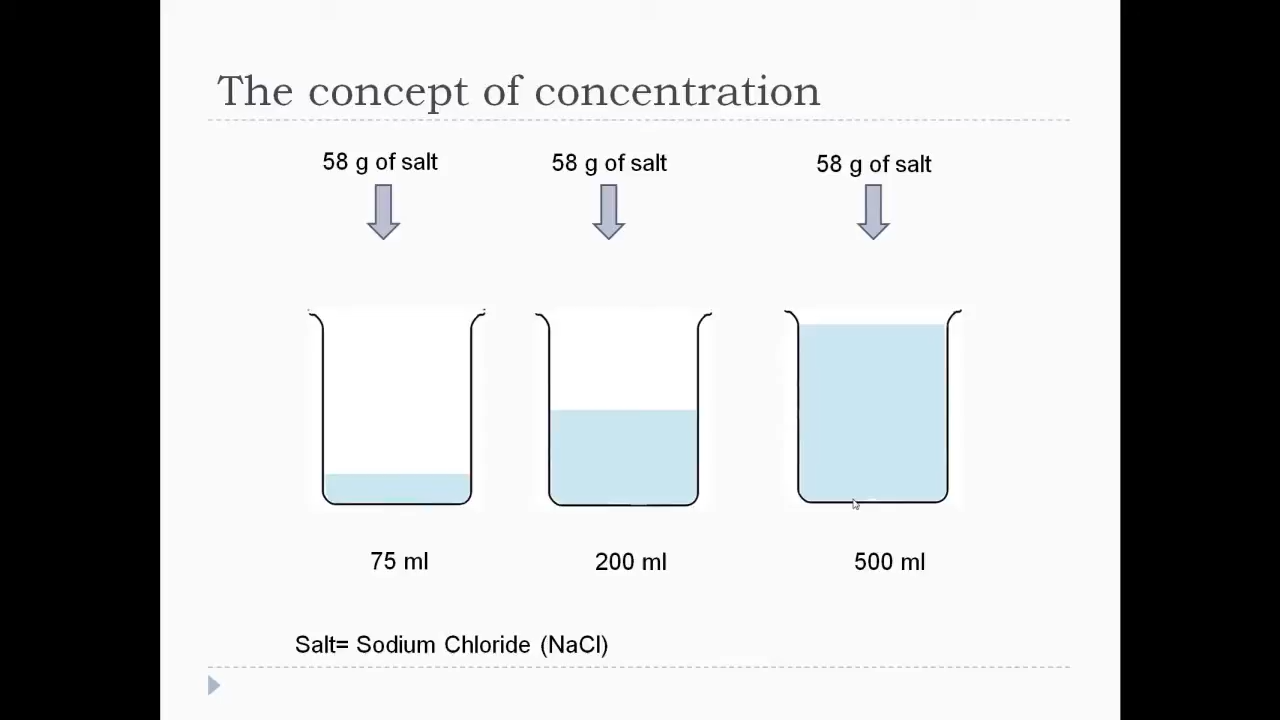 The concept of concentration
58 g of salt
58 g of salt
58 g of salt
75 ml
200 ml
500 ml
Salt= Sodium Chloride (NaCl)